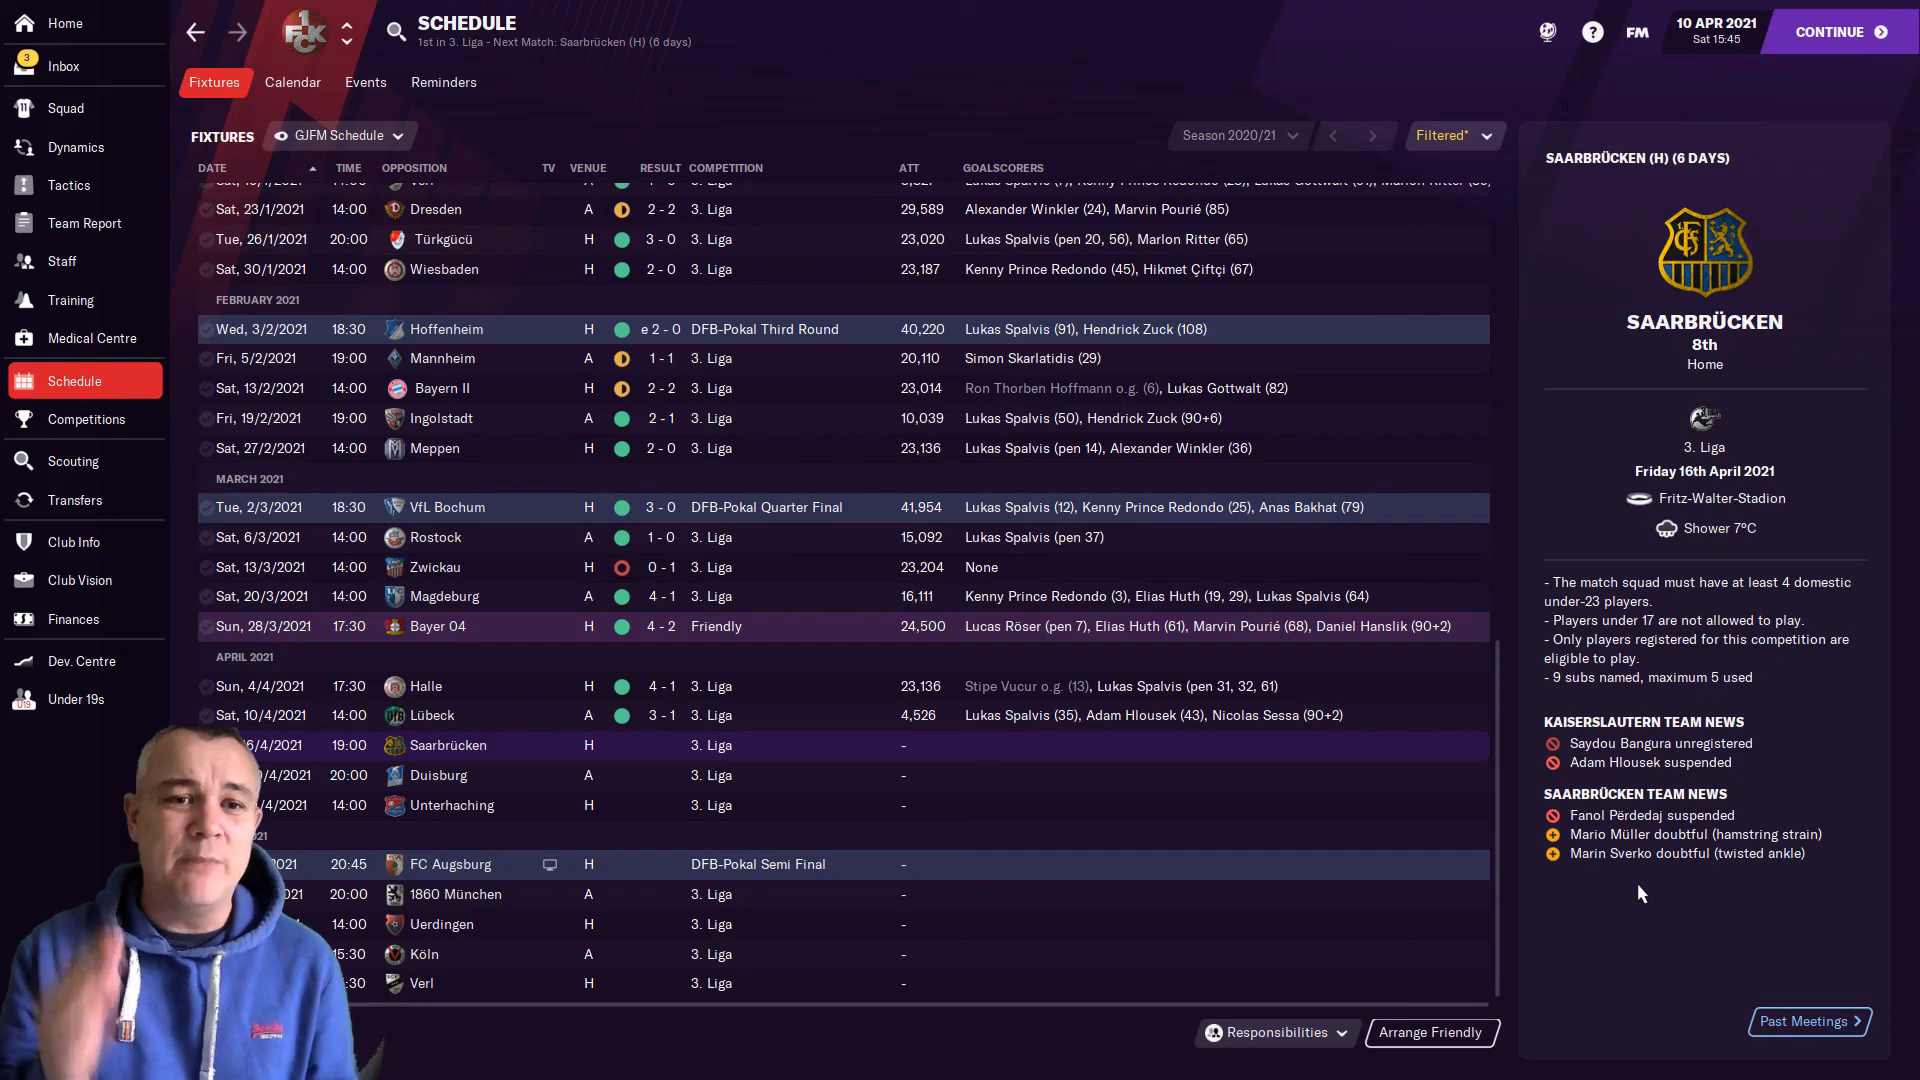 Home
3
Inbox
Squad
Dynamics
Tactics
Team Report
Staff
Training
Medical Centre
Schedule
Competitions
Scouting
Transfers
Club Info
Club Vision
Finances
Dev. Centre
Under 19s
SCHEDULE
1st in 3. Liga - Next Match: Saarbrücken (H) (6 days)
FM
10 APR 2021
Sat 15:45
CONTINUE
Fixtures Calendar Events Reminders
FIXTURES GJFM Schedule Season 2020/21 Filtered*
DATE TIME OPPOSITION TV VENUE RESULT COMPETITION ATT GOALSCORERS
Sat, 23/1/2021 14:00 Dresden A 2 - 2 3. Liga 29,589 Alexander Winkler (24), Marvin Pourié (85)
Tue, 26/1/2021 20:00 Türkgücü H 3 - 0 3. Liga 23,020 Lukas Spalvis (pen 20, 56), Marlon Ritter (65)
Sat, 30/1/2021 14:00 Wiesbaden H 2 - 0 3. Liga 23,187 Kenny Prince Redondo (45), Hikmet Çiftçi (67)
FEBRUARY 2021
Wed, 3/2/2021 18:30 Hoffenheim H e 2 - 0 DFB-Pokal Third Round 40,220 Lukas Spalvis (91), Hendrick Zuck (108)
Fri, 5/2/2021 19:00 Mannheim A 1 - 1 3. Liga 20,110 Simon Skarlatidis (29)
Sat, 13/2/2021 14:00 Bayern II H 2 - 2 3. Liga 23,014 Ron Thorben Hoffmann o.g. (6), Lukas Gottwalt (82)
Fri, 19/2/2021 19:00 Ingolstadt A 2 - 1 3. Liga 10,039 Lukas Spalvis (50), Hendrick Zuck (90+6)
Sat, 27/2/2021 14:00 Meppen H 2 - 0 3. Liga 23,136 Lukas Spalvis (pen 14), Alexander Winkler (36)
MARCH 2021
Tue, 2/3/2021 18:30 VfL Bochum H 3 - 0 DFB-Pokal Quarter Final 41,954 Lukas Spalvis (12), Kenny Prince Redondo (25), Anas Bakhat (79)
Sat, 6/3/2021 14:00 Rostock A 1 - 0 3. Liga 15,092 Lukas Spalvis (pen 37)
Sat, 13/3/2021 14:00 Zwickau H 0 - 1 3. Liga 23,204 None
Sat, 20/3/2021 14:00 Magdeburg A 4 - 1 3. Liga 16,111 Kenny Prince Redondo (3), Elias Huth (19, 29), Lukas Spalvis (64)
Sun, 28/3/2021 17:30 Bayer 04 H 4 - 2 Friendly 24,500 Lucas Röser (pen 7), Elias Huth (61), Marvin Pourié (68), Daniel Hanslik (90+2)
APRIL 2021
Sun, 4/4/2021 17:30 Halle H 4 - 1 3. Liga 23,136 Stipe Vucur o.g. (13), Lukas Spalvis (pen 31, 32, 61)
Sat, 10/4/2021 14:00 Lübeck A 3 - 1 3. Liga 4,526 Lukas Spalvis (35), Adam Hlousek (43), Nicolas Sessa (90+2)
6/4/2021 19:00 Saarbrücken H 3. Liga -
/4/2021 20:00 Duisburg A 3. Liga -
/4/2021 14:00 Unterhaching H 3. Liga -
021
2021 20:45 FC Augsburg H DFB-Pokal Semi Final -
2021 20:00 1860 München A 3. Liga -
14:00 Uerdingen H 3. Liga -
15:30 Köln A 3. Liga -
:30 Verl H 3. Liga -
Responsibilities Arrange Friendly
SAARBRÜCKEN (H) (6 DAYS)
SAARBRÜCKEN
8th
Home
3. Liga
Friday 16th April 2021
Fritz-Walter-Stadion
Shower 7°C
- The match squad must have at least 4 domestic
under-23 players.
- Players under 17 are not allowed to play.
- Only players registered for this competition are
eligible to play.
- 9 subs named, maximum 5 used
KAISERSLAUTERN TEAM NEWS
Saydou Bangura unregistered
Adam Hlousek suspended
SAARBRÜCKEN TEAM NEWS
Fanol Përdedaj suspended
Mario Müller doubtful (hamstring strain)
Marin Sverko doubtful (twisted ankle)
Past Meetings